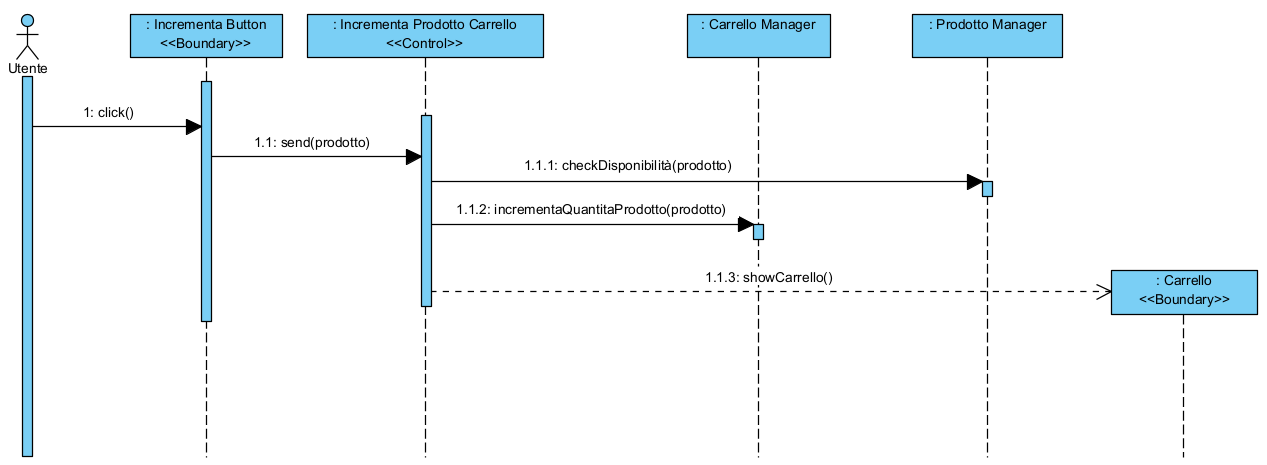 : Incrementa Button
<<Boundary>>
: Incrementa Prodotto Carrello
<<Control>>
: Carrello Manager
: Prodotto Manager
Utente
1: click()
1.1: send(prodotto)
1.1.1: checkDisponibilità(prodotto)
1.1.2: incrementaQuantitaProdotto(prodotto)
1.1.3: showCarrello()
: Carrello
<<Boundary>>